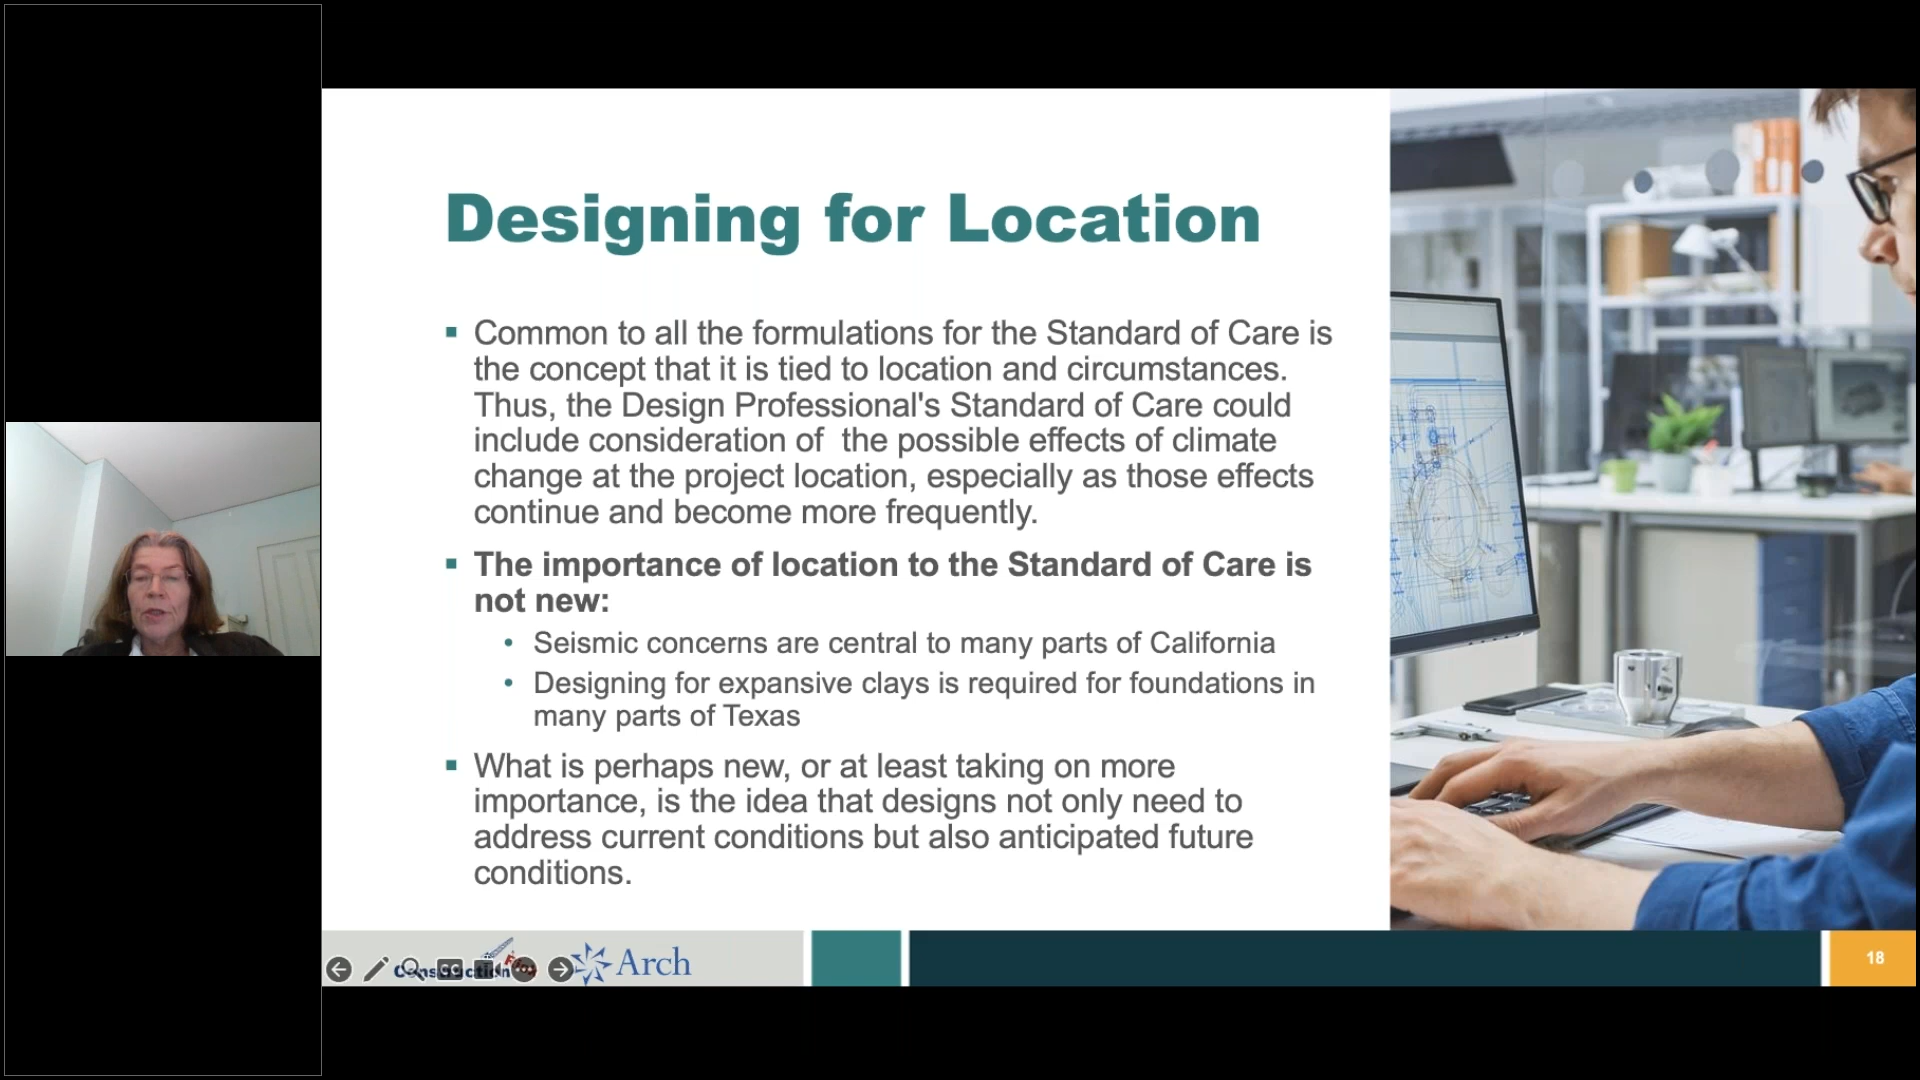 Designing for Location
Common to all the formulations for the Standard of Care is
the concept that it is tied to location and circumstances.
Thus, the Design Professional's Standard of Care could
include consideration of  the possible effects of climate
change at the project location, especially as those effects
continue and become more frequently.
The importance of location to the Standard of Care is
not new:
Seismic concerns are central to many parts of California
Designing for expansive clays is required for foundations in
many parts of Texas
What is perhaps new, or at least taking on more
importance, is the idea that designs not only need to
address current conditions but also anticipated future
conditions.
Construction
Arch
18